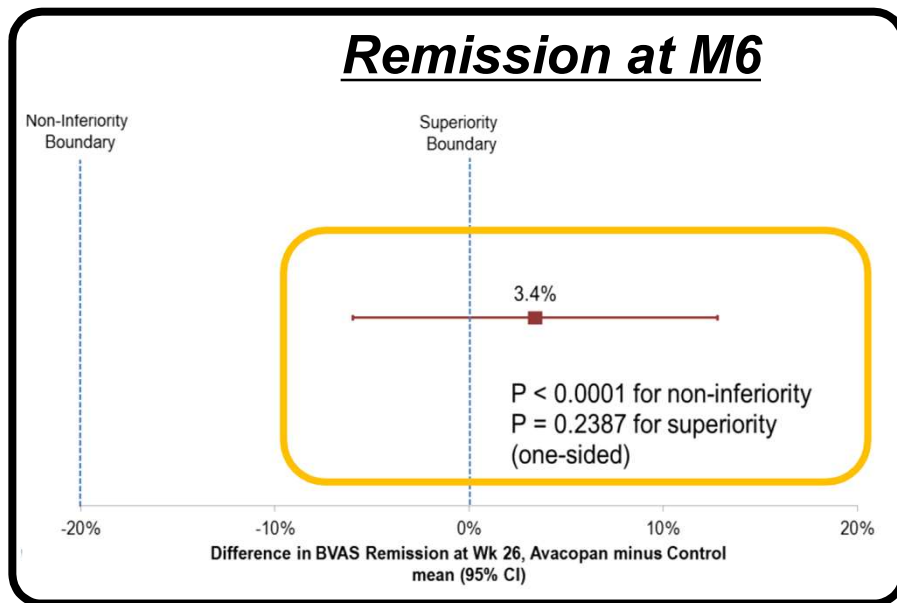 Remission at M6
Non-Inferiority
Boundary
Superiority
Boundary
3.4%
P < 0.0001 for non-inferiority
P = 0.2387 for superiority
(one-sided)
-20%
-10%
0%
10%
20%
Difference in BVAS Remission at Wk 26, Avacopan minus Control
mean (95% CI)